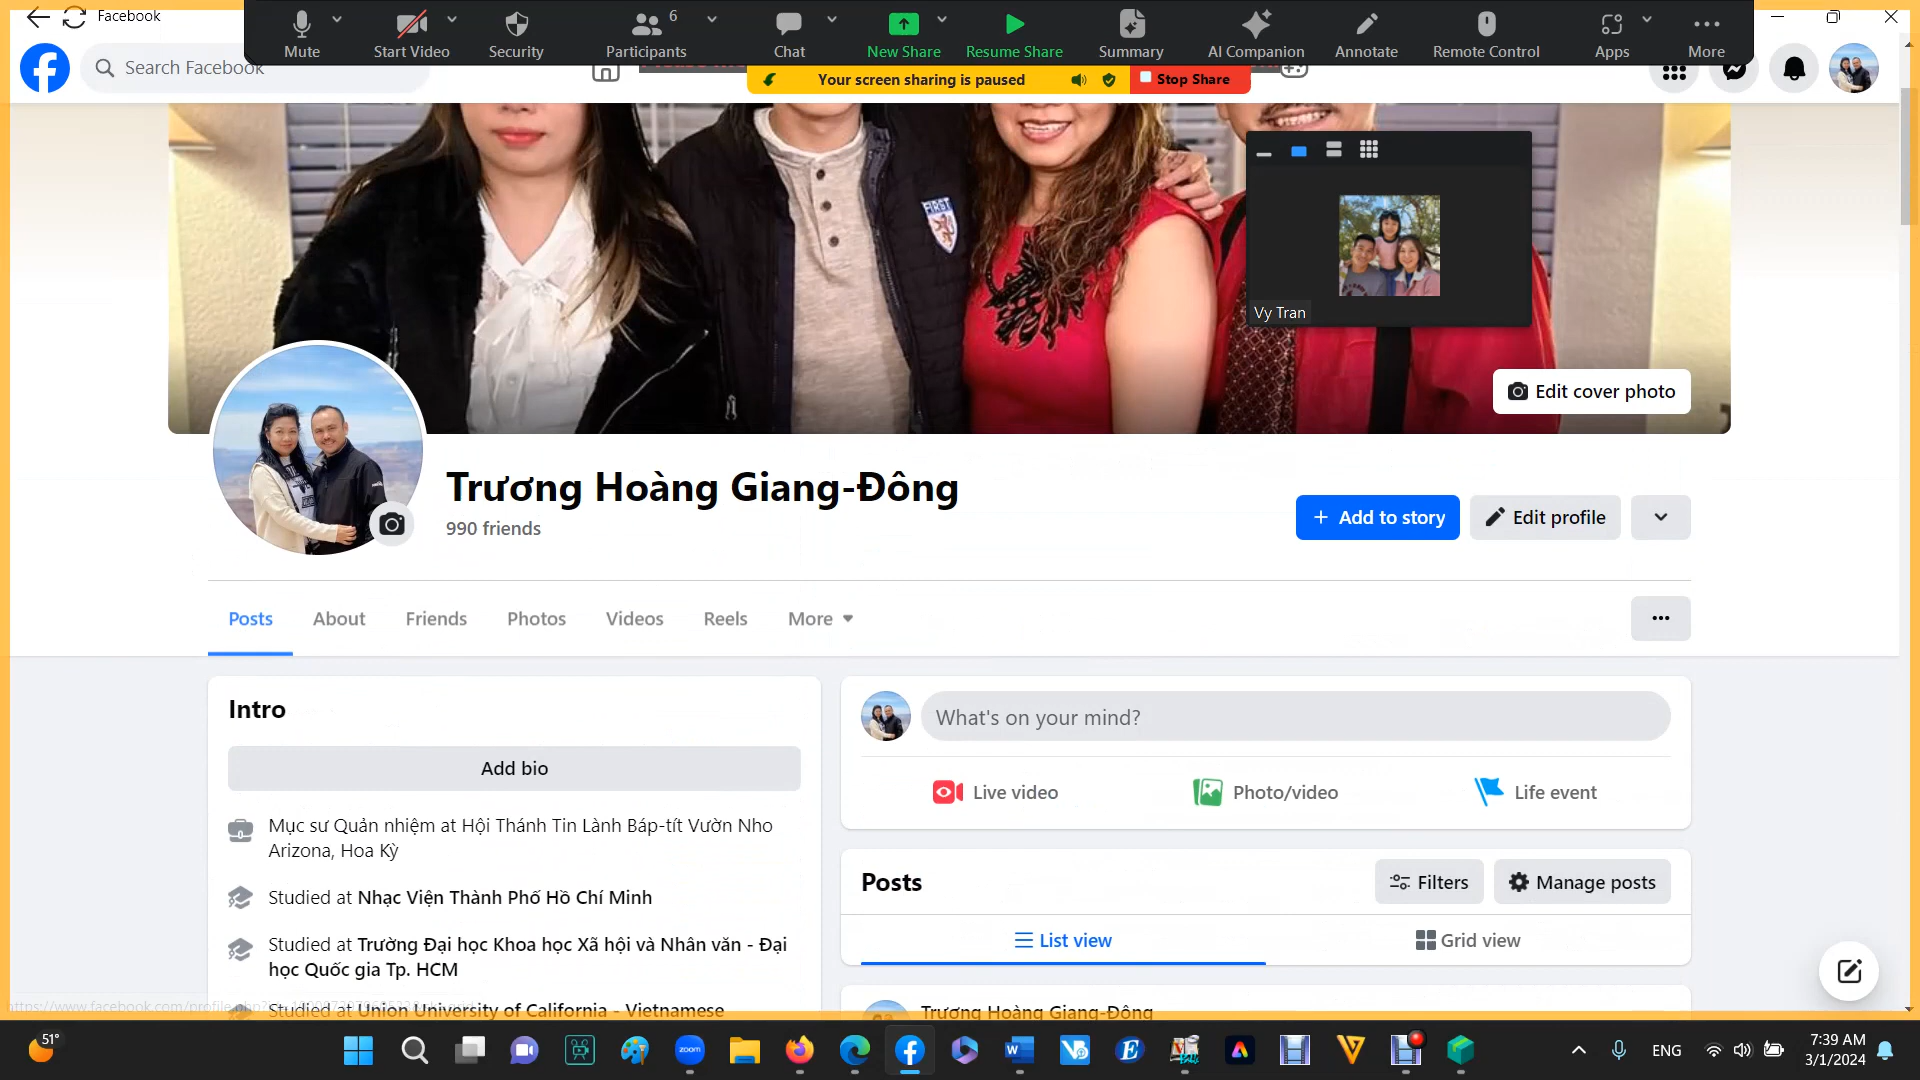 Facebook
Mute
Start Video
Security
Participants
6
Chat
New Share
Resume Share
Summary
AI Companion
Annotate
Remote Control
Apps
More
Search Facebook
Your screen sharing is paused
Stop Share
FIRST
Vy Tran
Edit cover photo
Trương Hoàng Giang-Đông
990 friends
Add to story
Edit profile
Posts
About
Friends
Photos
Videos
Reels
More
Intro
Add bio
Mục sư Quản nhiệm at Hội Thánh Tin Lành Báp-tít Vườn Nho
Arizona, Hoa Kỳ
Studied at Nhạc Viện Thành Phố Hồ Chí Minh
Studied at Trường Đại học Khoa học Xã hội và Nhân văn - Đại
học Quốc gia Tp. HCM
Studied at Union University of California - Vietnamese
What's on your mind?
Live video
Photo/video
Life event
Posts
Filters
Manage posts
List view
Grid view
Trương Hoàng Giang-Đông
51°
zoom
ENG
7:39 AM
3/1/2024